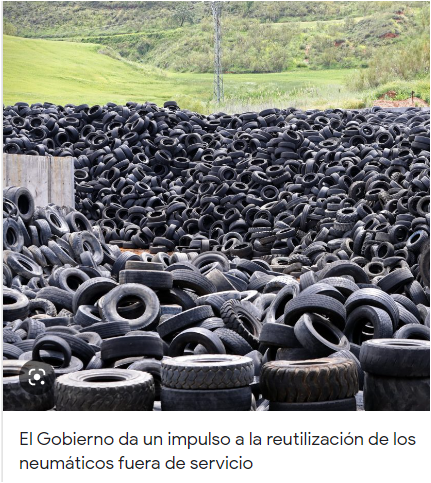 El Gobierno da un impulso a la reutilización de los
neumáticos fuera de servicio